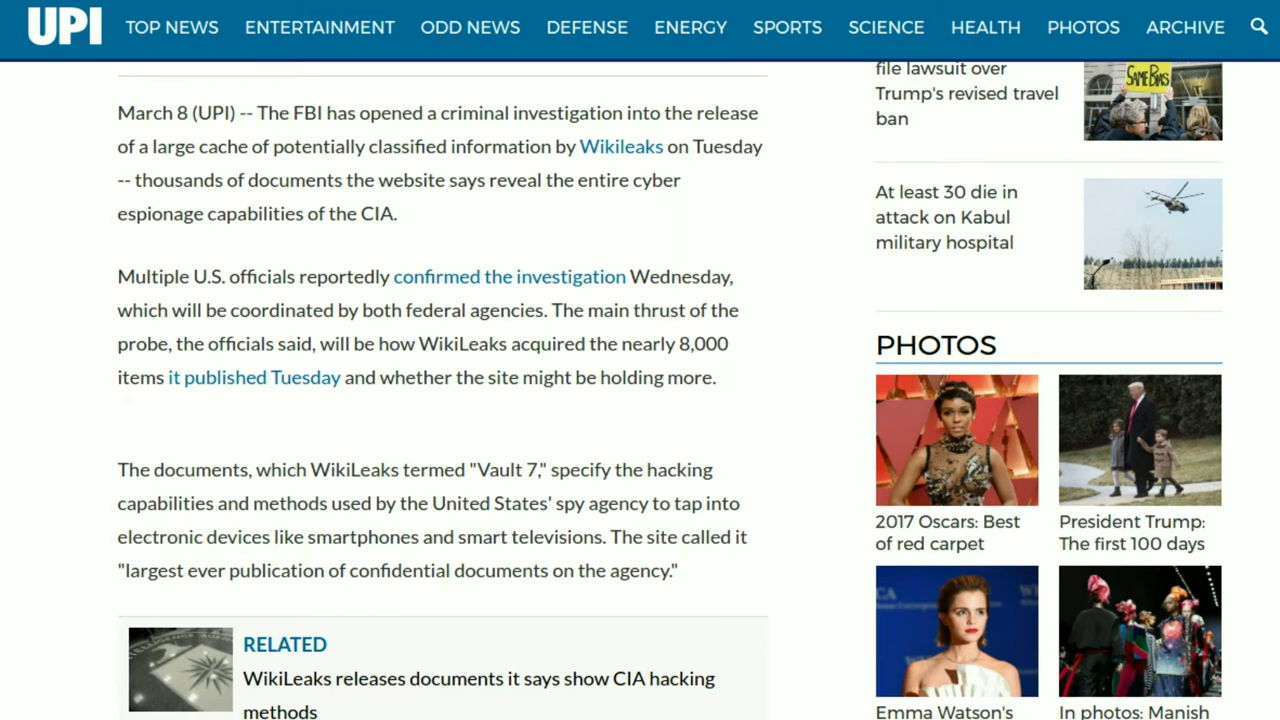 UPI TOP NEWS ENTERTAINMENT ODD NEWS DEFENSE ENERGY SPORTS SCIENCE HEALTH PHOTOS ARCHIVE
March 8 (UPI) -- The FBI has opened a criminal investigation into the release
of a large cache of potentially classified information by Wikileaks on Tuesday
-- thousands of documents the website says reveal the entire cyber
espionage capabilities of the CIA.
Multiple U.S. officials reportedly confirmed the investigation Wednesday,
which will be coordinated by both federal agencies. The main thrust of the
probe, the officials said, will be how WikiLeaks acquired the nearly 8,000
items it published Tuesday and whether the site might be holding more.
The documents, which WikiLeaks termed "Vault 7," specify the hacking
capabilities and methods used by the United States' spy agency to tap into
electronic devices like smartphones and smart televisions. The site called it
"largest ever publication of confidential documents on the agency."
RELATED
WikiLeaks releases documents it says show CIA hacking
methods
file lawsuit over
Trump's revised travel
ban
SAME BIAS
At least 30 die in
attack on Kabul
military hospital
PHOTOS
2017 Oscars: Best
of red carpet
President Trump:
The first 100 days
Emma Watson's
In photos: Manish